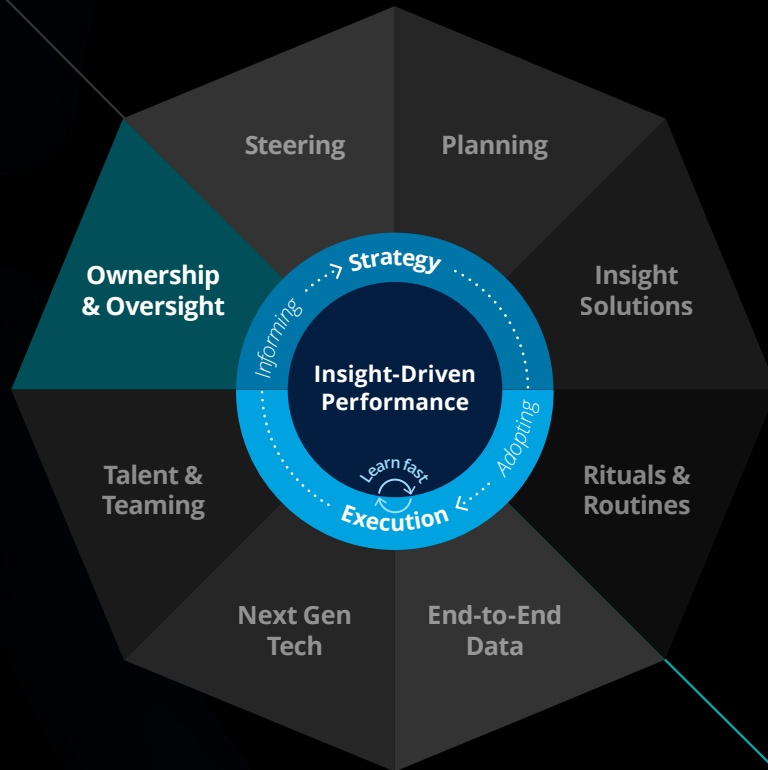 Steering
Planning
Ownership
& Oversight
Insight
Solutions
Strategy
Informing
Insight-Driven
Performance
Adopting
Learn fast
Execution
Talent &
Teaming
Rituals &
Routines
Next Gen
Tech
End-to-End
Data